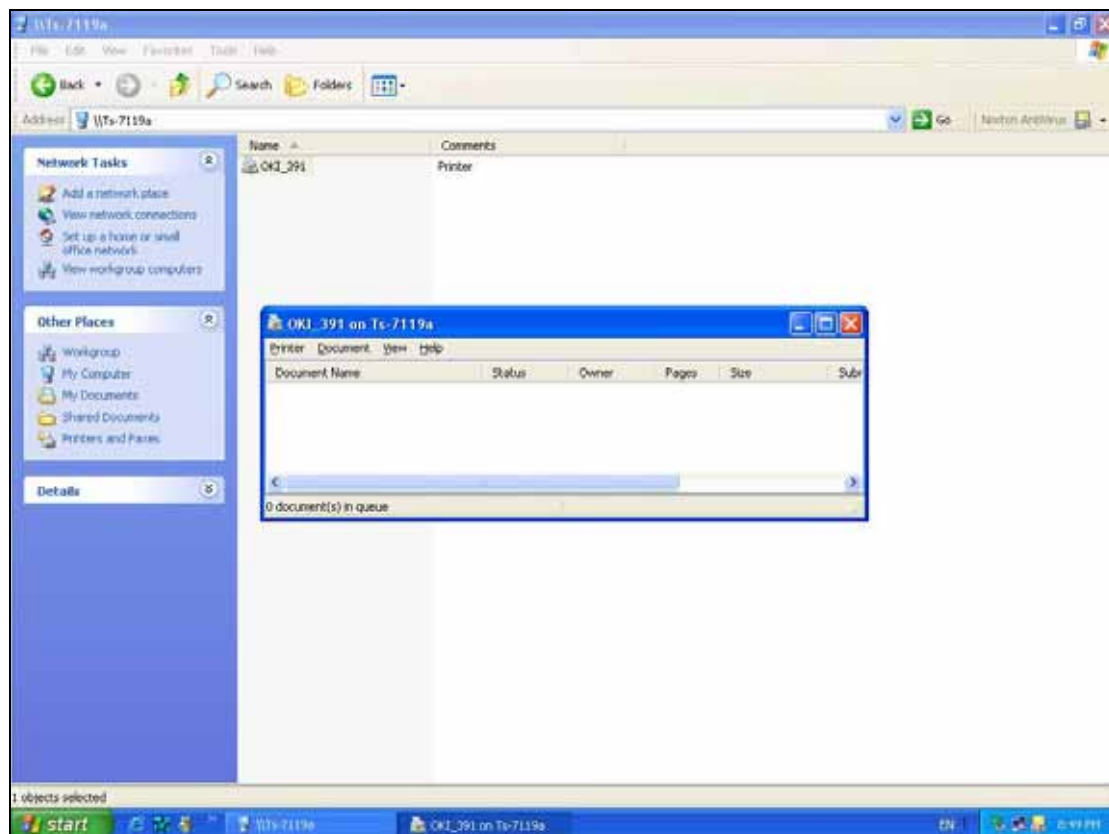 \\Ts-7119a
File Edit View Favorites Tools Help
Back Search Folders
Address \\Ts-7119a Go Norton AntiVirus
Name Comments
OKI_391 Printer
Network Tasks
Add a network place
View network connections
Set up a home or small
office network
View workgroup computers
Other Places
Workgroup
My Computer
My Documents
Shared Documents
Printers and Faxes
Details
OKI_391 on Ts-7119a
Printer Document View Help
Document Name Status Owner Pages Size Subr
0 document(s) in queue
1 objects selected
start \\Ts-7119a OKI_391 on Ts-7119a EN